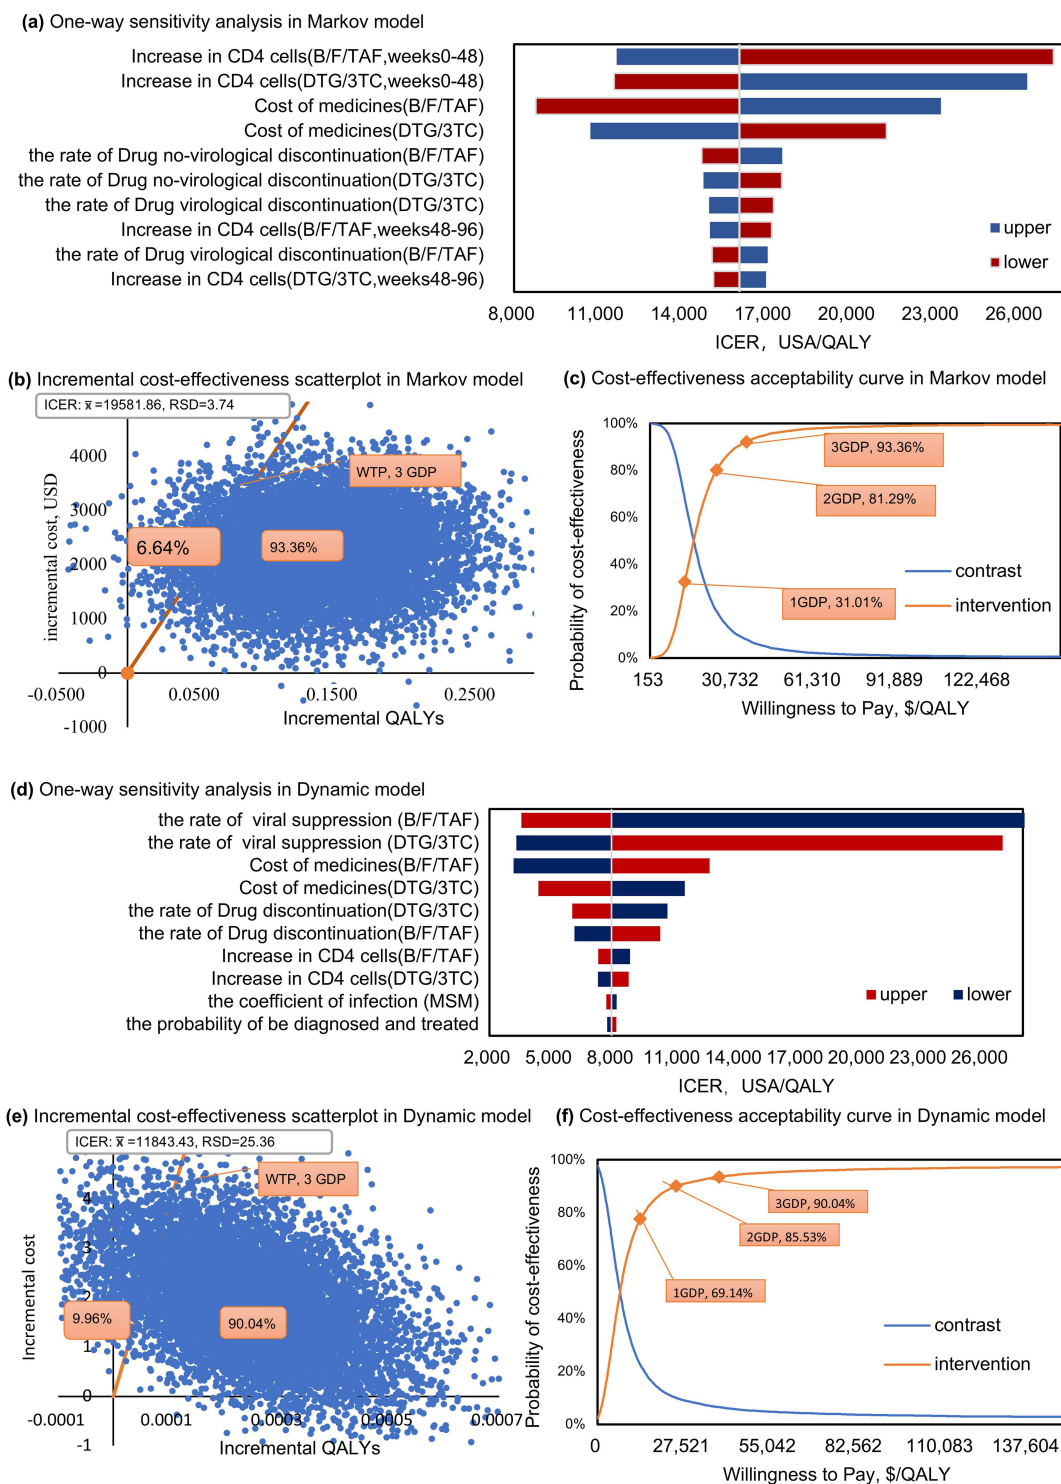 (a) One-way sensitivity analysis in Markov model
Increase in CD4 cells(B/F/TAF,weeks0-48)
Increase in CD4 cells(DTG/3TC,weeks0-48)
Cost of medicines(B/F/TAF)
Cost of medicines(DTG/3TC)
the rate of Drug no-virological discontinuation(B/F/TAF)
the rate of Drug no-virological discontinuation(DTG/3TC)
the rate of Drug virological discontinuation(DTG/3TC)
Increase in CD4 cells(B/F/TAF,weeks48-96)
the rate of Drug virological discontinuation(B/F/TAF)
Increase in CD4 cells(DTG/3TC,weeks48-96)
upper
lower
8,000 11,000 14,000 17,000 20,000 23,000 26,000
ICER, USA/QALY
(b) Incremental cost-effectiveness scatterplot in Markov model
ICER: x̄ =19581.86, RSD=3.74
4000
3000
2000
1000
0
-1000
incremental cost, USD
WTP, 3 GDP
6.64%
93.36%
-0.0500 0.0500 0.1500 0.2500
Incremental QALYs
(c) Cost-effectiveness acceptability curve in Markov model
Probability of cost-effectiveness
100%
80%
60%
40%
20%
0%
3GDP, 93.36%
2GDP, 81.29%
1GDP, 31.01%
contrast
intervention
153 30,732 61,310 91,889 122,468
Willingness to Pay, $/QALY
(d) One-way sensitivity analysis in Dynamic model
the rate of viral suppression (B/F/TAF)
the rate of viral suppression (DTG/3TC)
Cost of medicines(B/F/TAF)
Cost of medicines(DTG/3TC)
the rate of Drug discontinuation(DTG/3TC)
the rate of Drug discontinuation(B/F/TAF)
Increase in CD4 cells(B/F/TAF)
Increase in CD4 cells(DTG/3TC)
the coefficient of infection (MSM)
the probability of be diagnosed and treated
upper lower
2,000 5,000 8,000 11,000 14,000 17,000 20,000 23,000 26,000
ICER, USA/QALY
(e) Incremental cost-effectiveness scatterplot in Dynamic model
ICER: x̄ =11843.43, RSD=25.36
WTP, 3 GDP
4
3
2
1
0
-1
Incremental cost
9.96%
90.04%
-0.0001 0.0001 0.0003 0.0005 0.0007
Incremental QALYs
(f) Cost-effectiveness acceptability curve in Dynamic model
Probability of cost-effectiveness
100%
80%
60%
40%
20%
0%
3GDP, 90.04%
2GDP, 85.53%
1GDP, 69.14%
contrast
intervention
0 27,521 55,042 82,562 110,083 137,604
Willingness to Pay, $/QALY